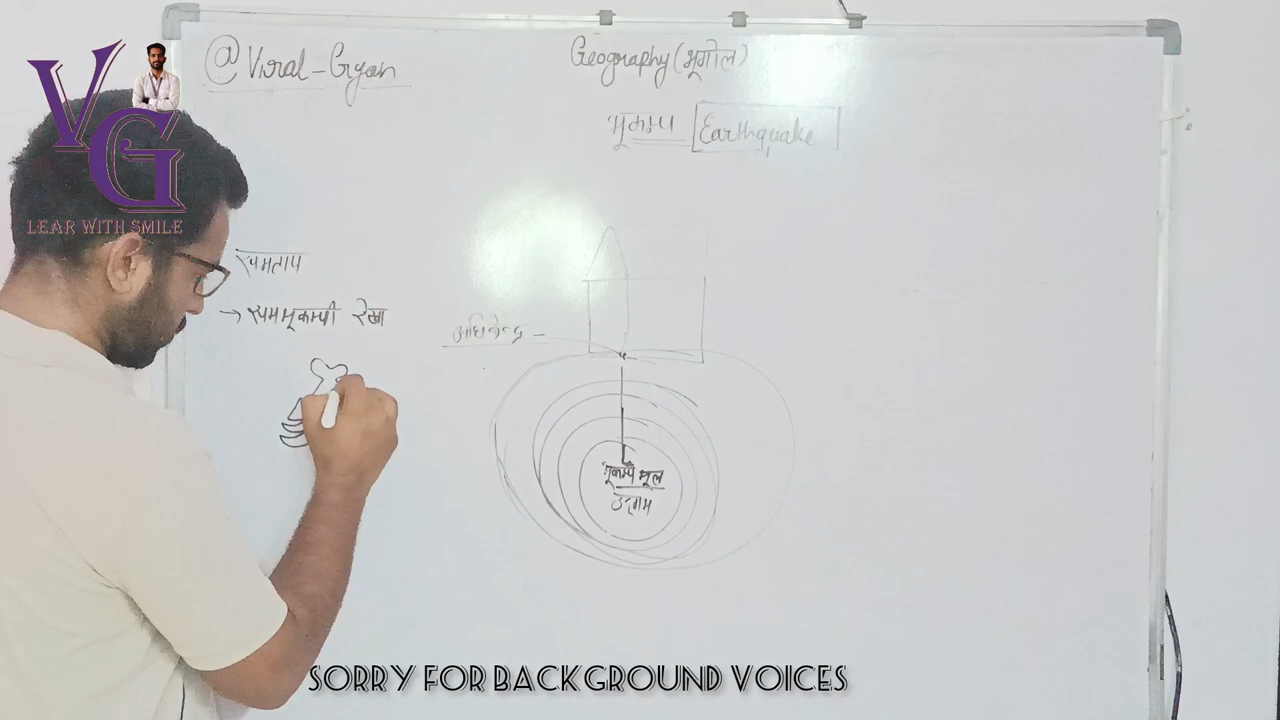 @Viral-Gyan
Geography (भूगोल)
भूकम्प Earthquake
VG
LEAR WITH SMILE
समताप
→ समभूकम्पी रेखा
अधिकेन्द्र -
भूकम्प मूल
उद्गम
SORRY FOR BACKGROUND VOICES